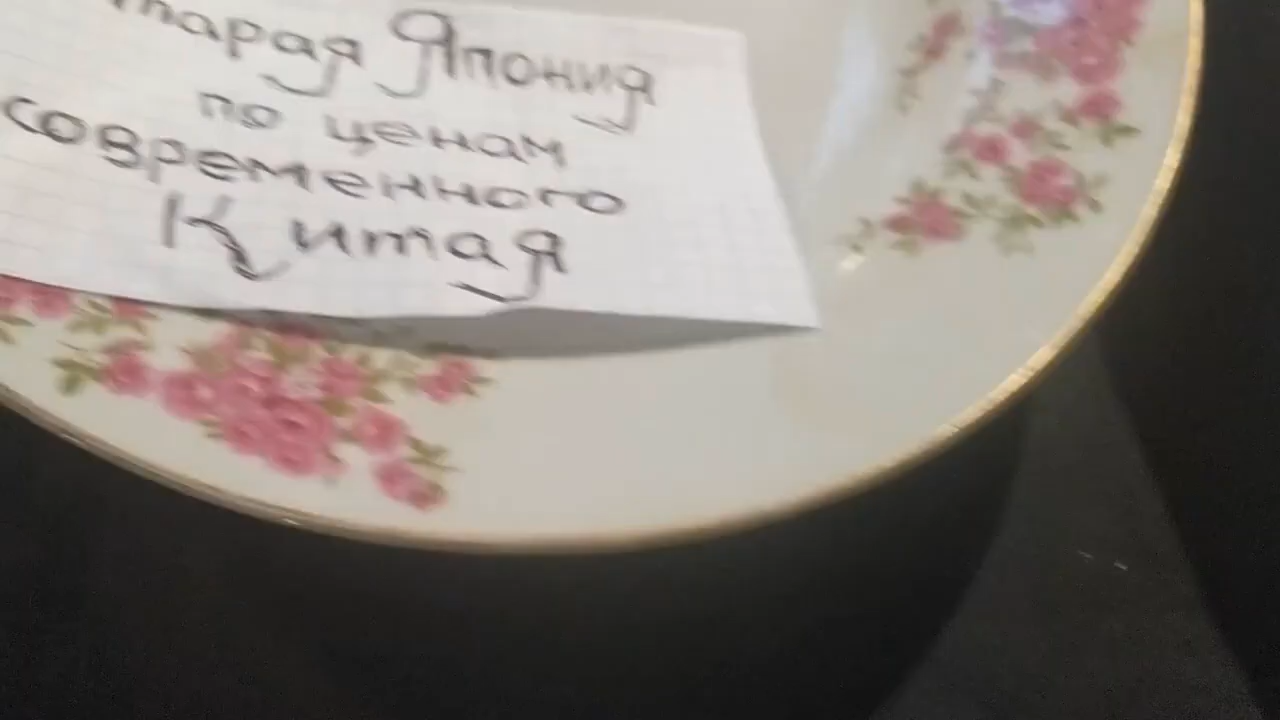 тарая Япония
по ценам
современного
Китая